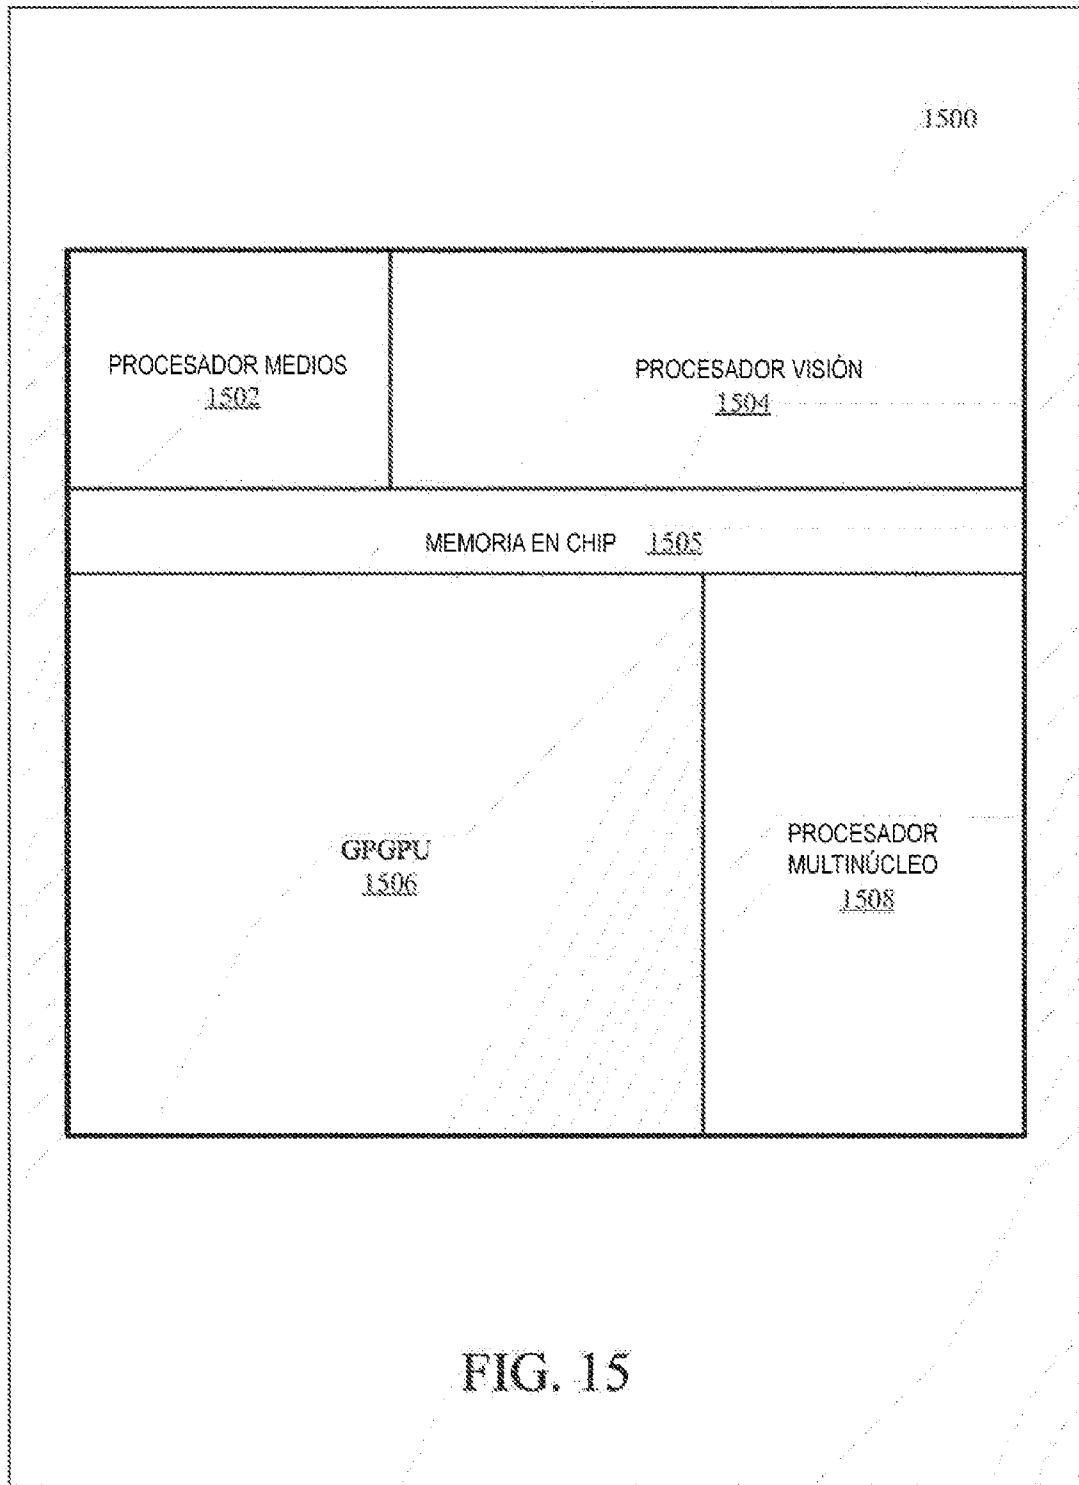 1500
PROCESADOR MEDIOS
1502
PROCESADOR VISIÓN
1504
MEMORIA EN CHIP 1505
GPGPU
1506
PROCESADOR
MULTINÚCLEO
1508
FIG. 15